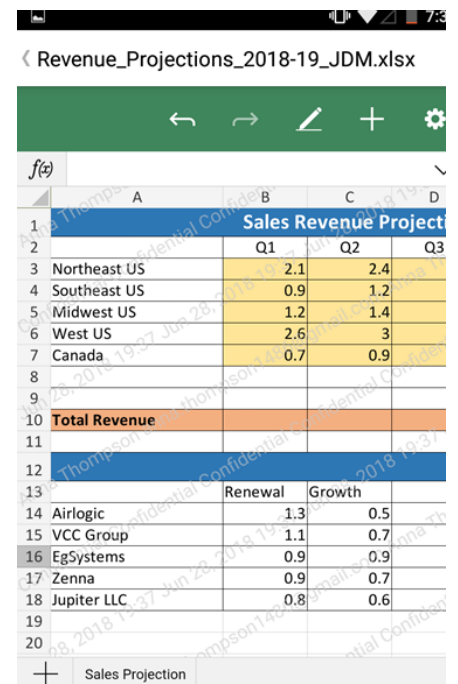 7:3
Revenue_Projections_2018-19_JDM.xlsx
f(x)
A B C D
1 Sales Revenue Projecti
2 Q1 Q2 Q3
3 Northeast US 2.1 2.4
4 Southeast US 0.9 1.2
5 Midwest US 1.2 1.4
6 West US 2.6 3
7 Canada 0.7 0.9
8
9
10 Total Revenue
11
12
13 Renewal Growth
14 Airlogic 1.3 0.5
15 VCC Group 1.1 0.7
16 EgSystems 0.9 0.9
17 Zenna 0.9 0.7
18 Jupiter LLC 0.8 0.6
19
20
Sales Projection